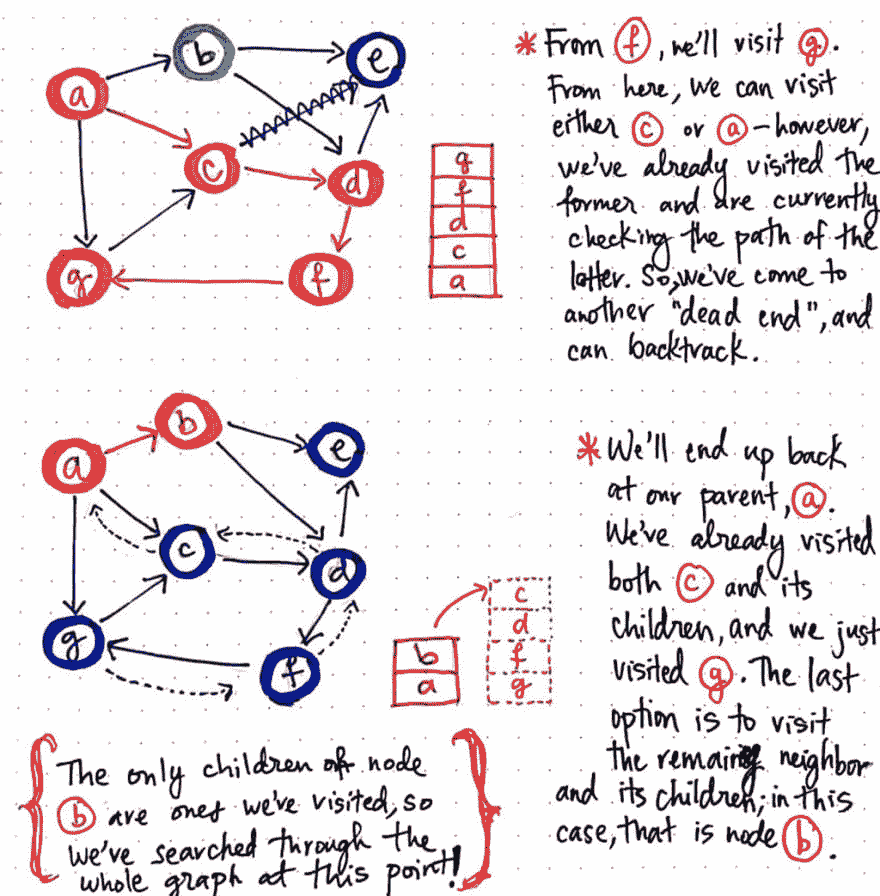 b
e
a
c
d
g
f
g
f
d
c
a
* From f, we'll visit g.
From here, we can visit
either c or a - however,
we've already visited the
former and are currently
checking the path of the
latter. So, we've come to
another "dead end", and
can backtrack.
b
e
a
c
d
g
f
b
a
c
d
f
g
* We'll end up back
at our parent, a.
We've already visited
both c and its
children, and we just
visited g. The last
option is to visit
the remaing neighbor
and its children; in this
case, that is node b.
{ The only children of node
b are ones we've visited, so
we've searched through the
whole graph at this point! }